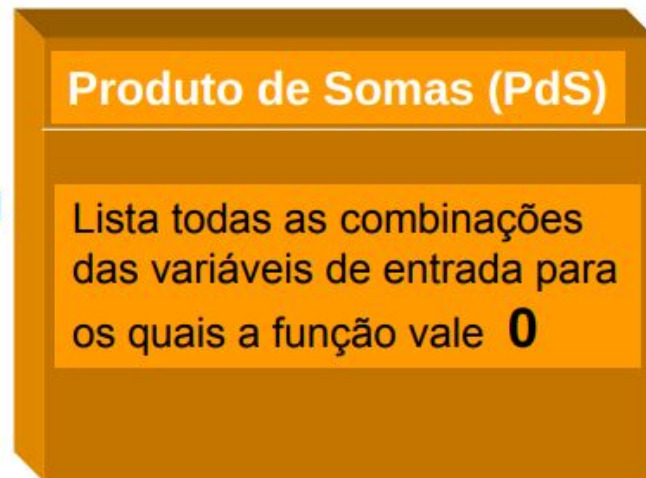 Produto de Somas (PdS)
Lista todas as combinações
das variáveis de entrada para
os quais a função vale 0